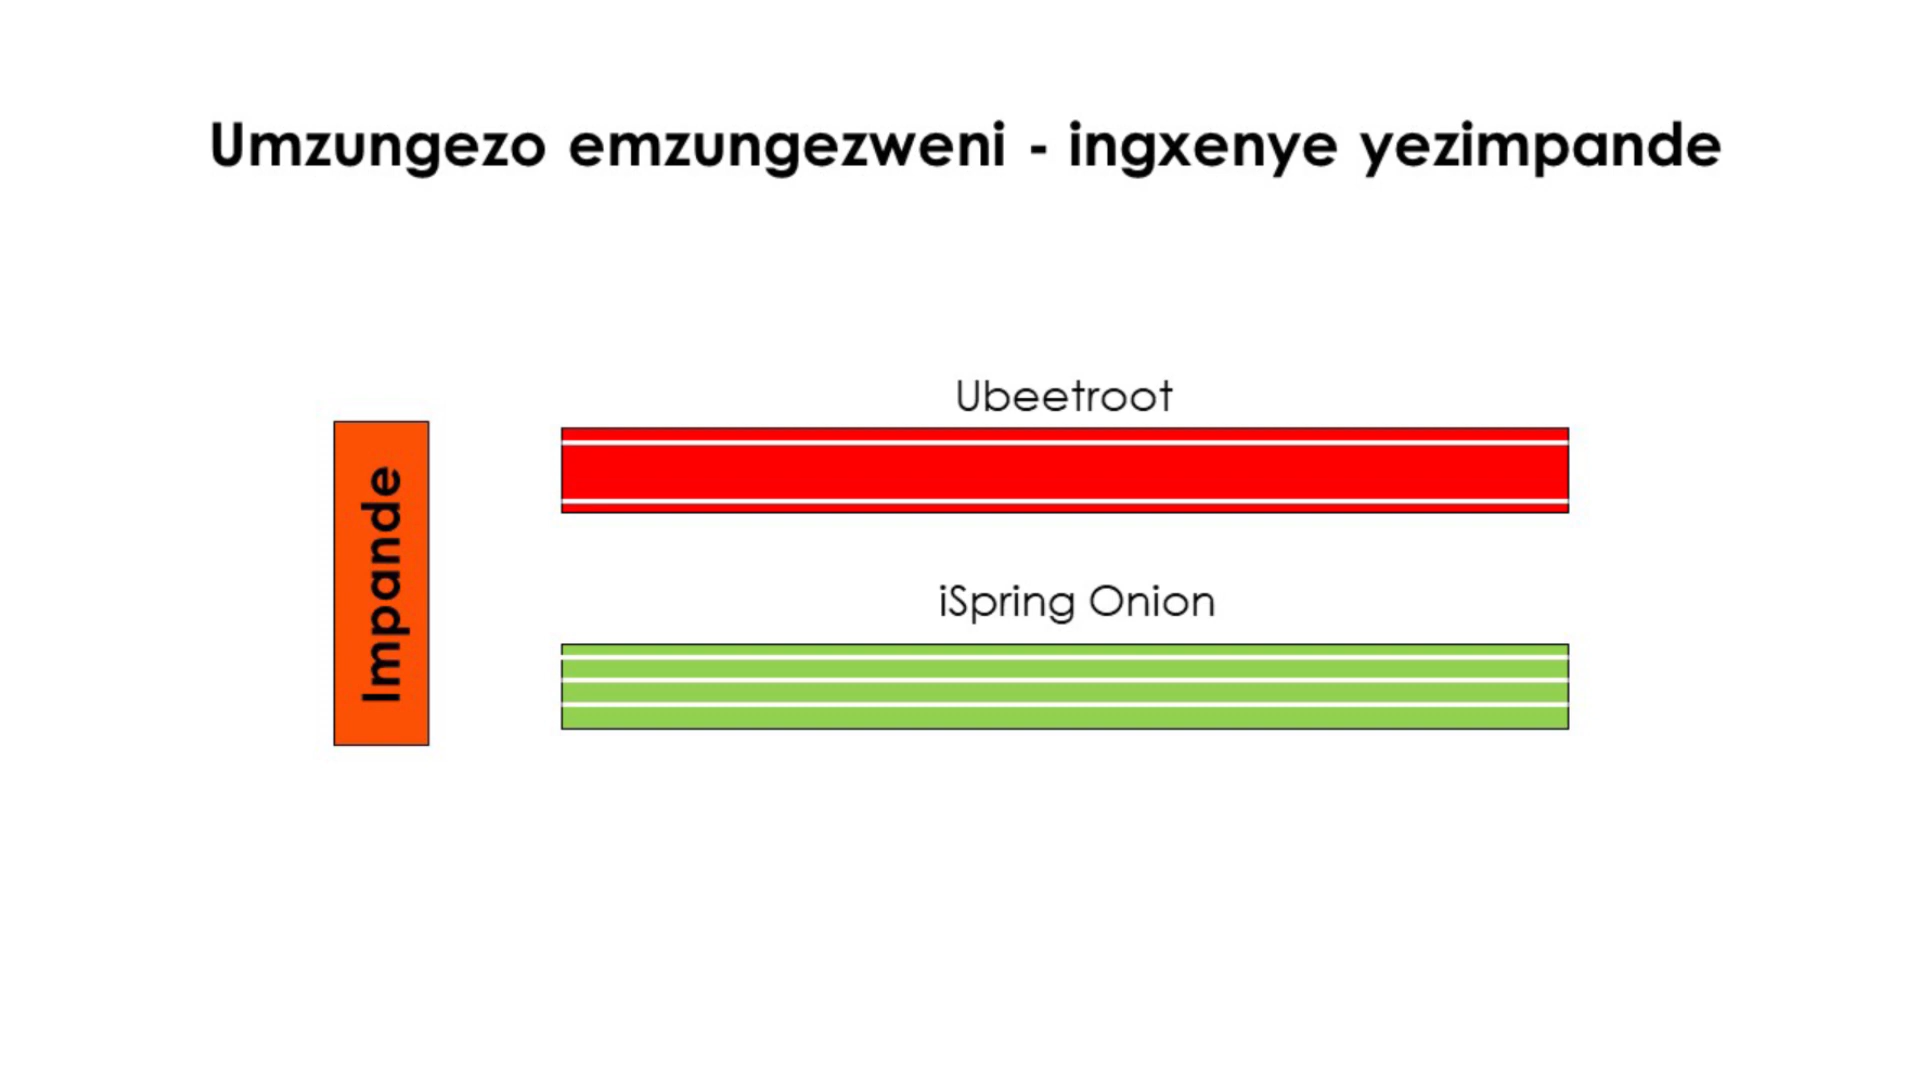 Umzungezo emzungezweni - ingxenye yezimpande
Impande
Ubeetroot
iSpring Onion